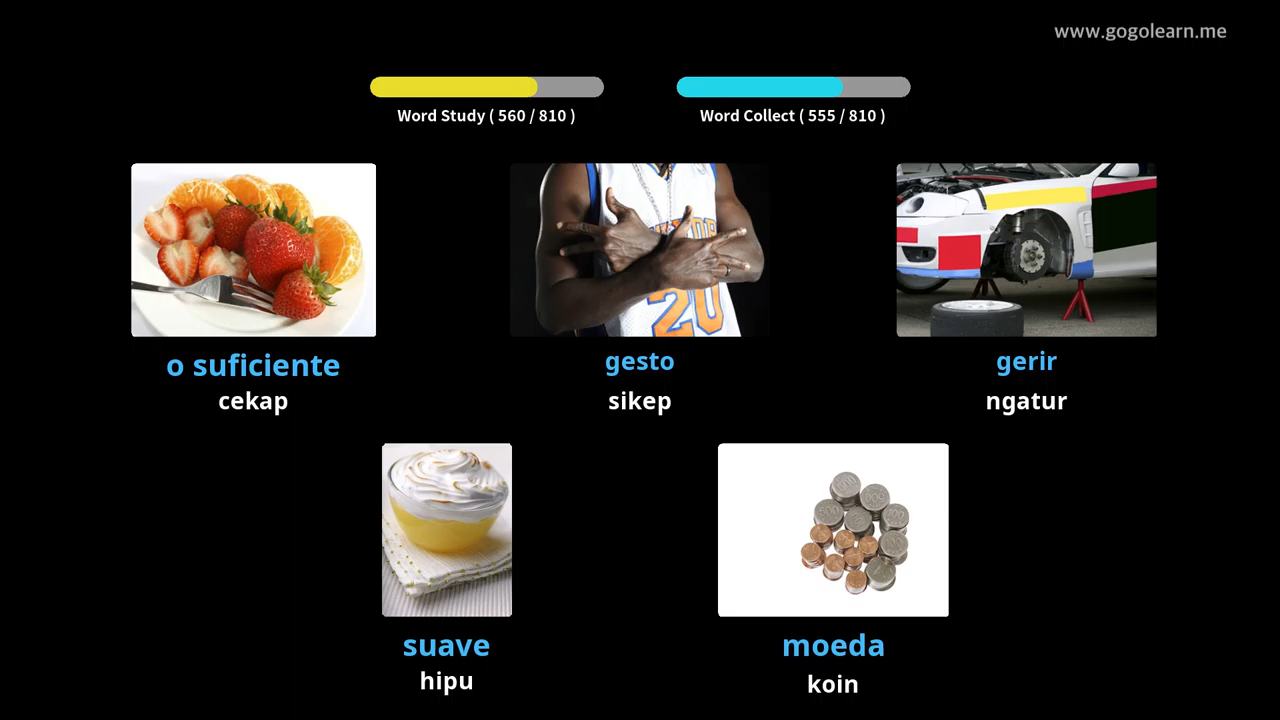 www.gogolearn.me
Word Study ( 560 / 810 )
Word Collect ( 555 / 810 )
20
o suficiente
cekap
gesto
sikep
gerir
ngatur
suave
hipu
moeda
koin